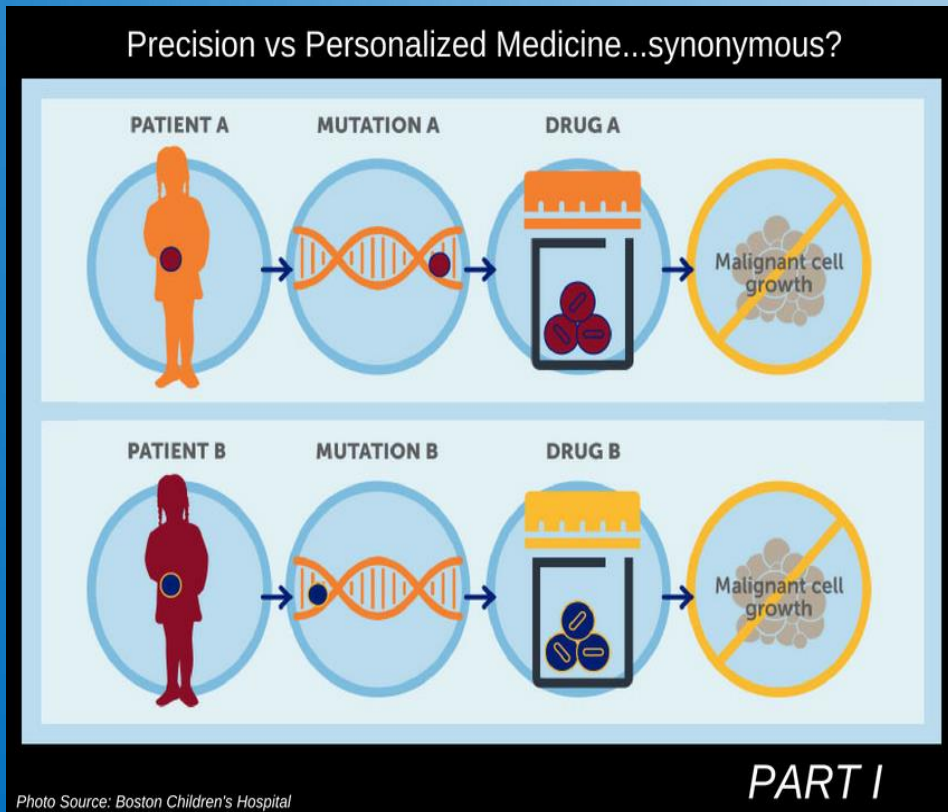 Precision vs Personalized Medicine...synonymous?
PATIENT A
MUTATION A
DRUG A
Malignant cell
growth
PATIENT B
MUTATION B
DRUG B
Malignant cell
growth
PART I
Photo Source: Boston Children's Hospital